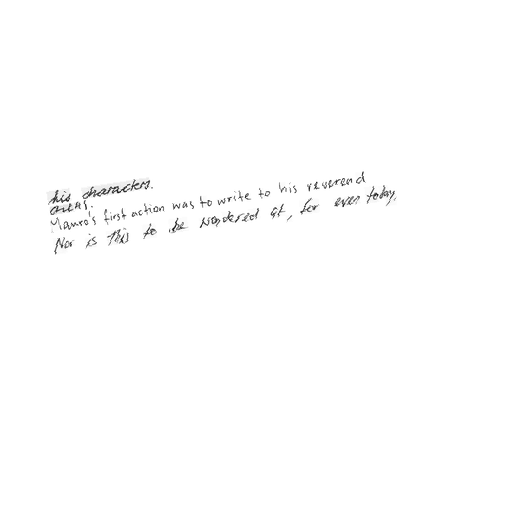 his characters.
areas.
Mauro's first action was to write to his reverend
Nor is this to be wondered at, for even today,